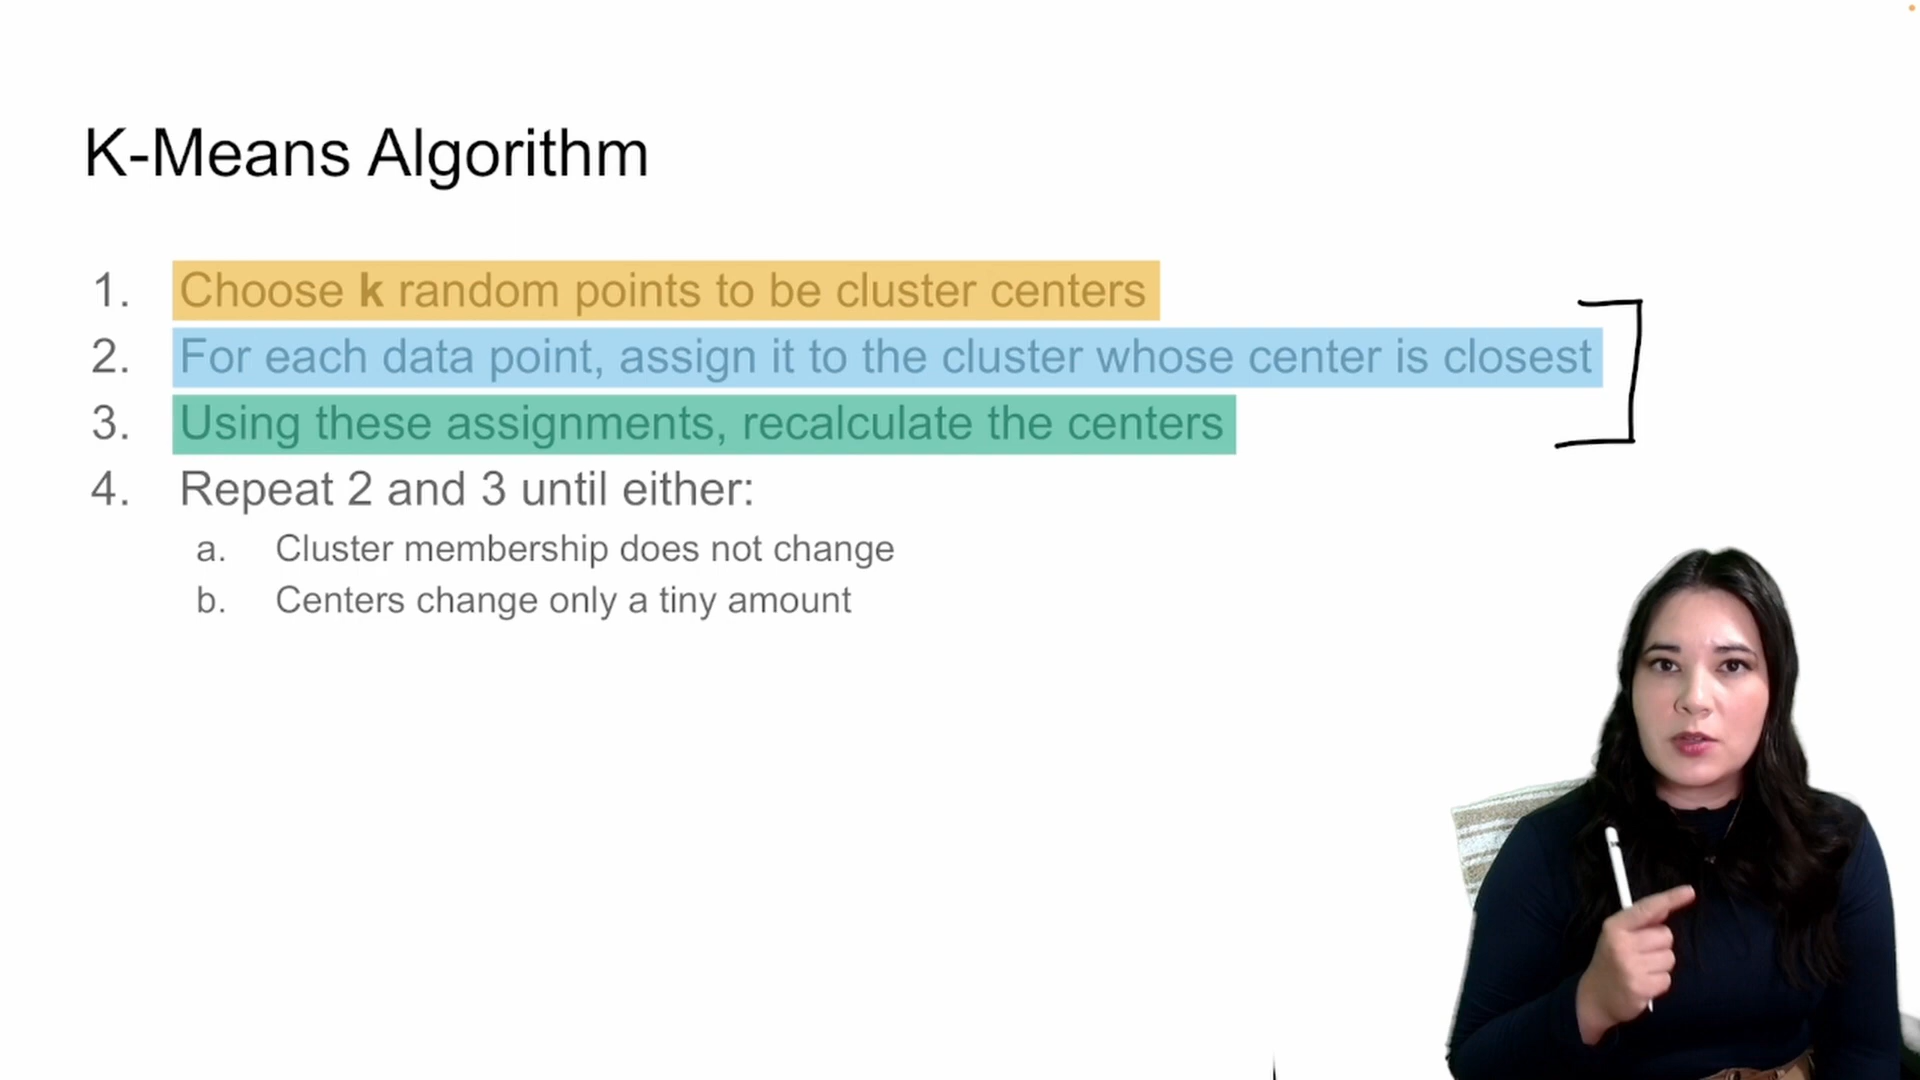 K-Means Algorithm
1. Choose k random points to be cluster centers
2. For each data point, assign it to the cluster whose center is closest
3. Using these assignments, recalculate the centers
4. Repeat 2 and 3 until either:
a. Cluster membership does not change
b. Centers change only a tiny amount